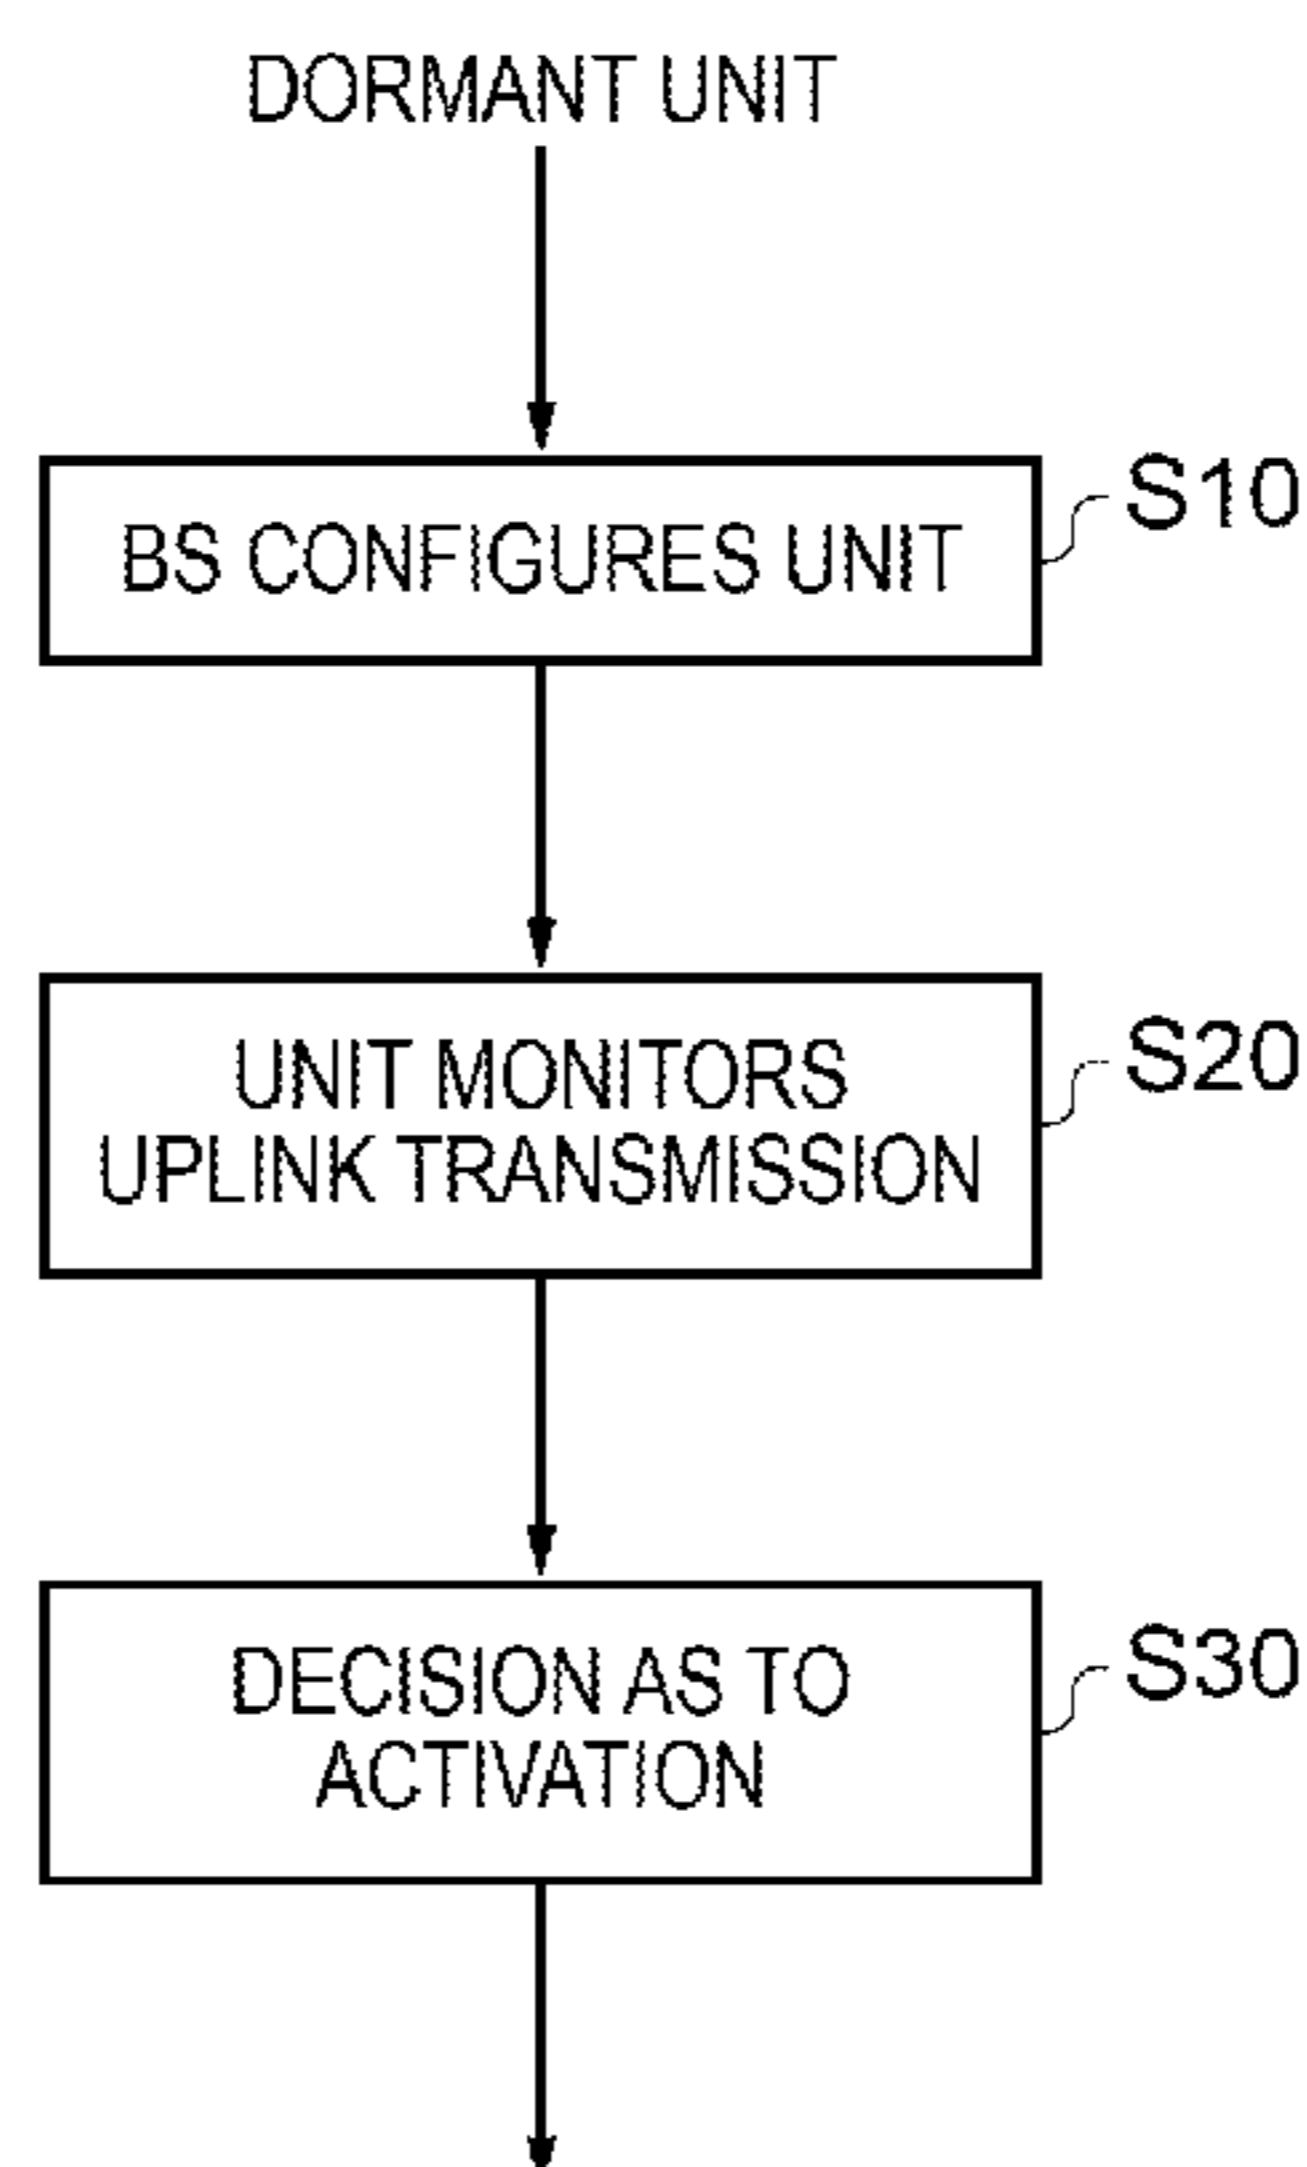 DORMANT UNIT
BS CONFIGURES UNIT
S10
UNIT MONITORS
UPLINK TRANSMISSION
S20
DECISION AS TO
ACTIVATION
S30